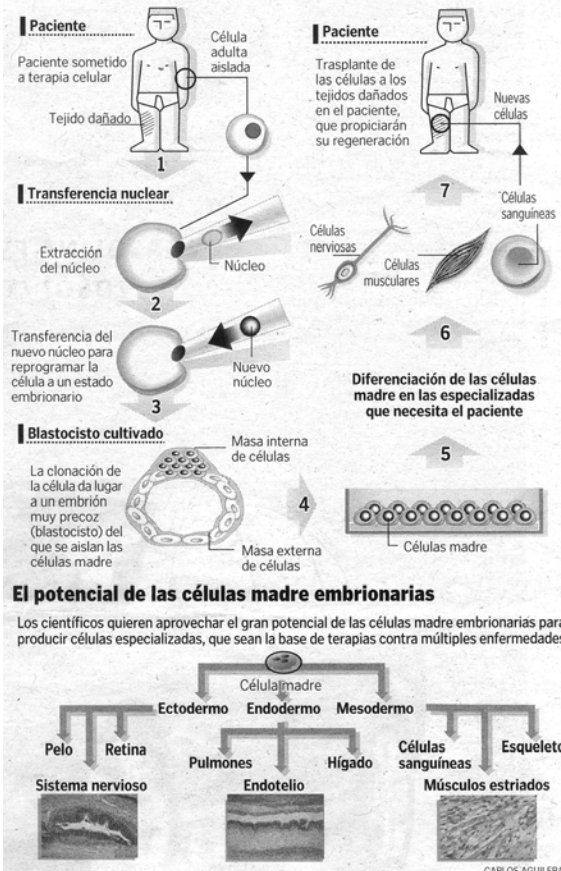 Paciente
Paciente sometido
a terapia celular
Célula
adulta
aislada
Tejido dañado
1
Transferencia nuclear
Extracción
del núcleo
Núcleo
2
Transferencia del
nuevo núcleo para
reprogramar la
célula a un estado
embrionario
Nuevo
núcleo
3
Blastocisto cultivado
La clonación de
la célula da lugar
a un embrión
muy precoz
(blastocisto) del
que se aislan las
células madre
Masa interna
de células
Masa externa
de células
4
Células madre
5
Diferenciación de las células
madre en las especializadas
que necesita el paciente
6
Células
nerviosas
Células
musculares
Células
sanguíneas
7
Paciente
Trasplante de
las células a los
tejidos dañados
en el paciente,
que propiciarán
su regeneración
Nuevas
células
El potencial de las células madre embrionarias
Los científicos quieren aprovechar el gran potencial de las células madre embrionarias para
producir células especializadas, que sean la base de terapias contra múltiples enfermedades
Célula madre
Ectodermo Endodermo Mesodermo
Pelo Retina
Sistema nervioso
Pulmones Hígado
Endotelio
Células
sanguíneas
Esqueleto
Músculos estriados
CARLOS AGUILERA